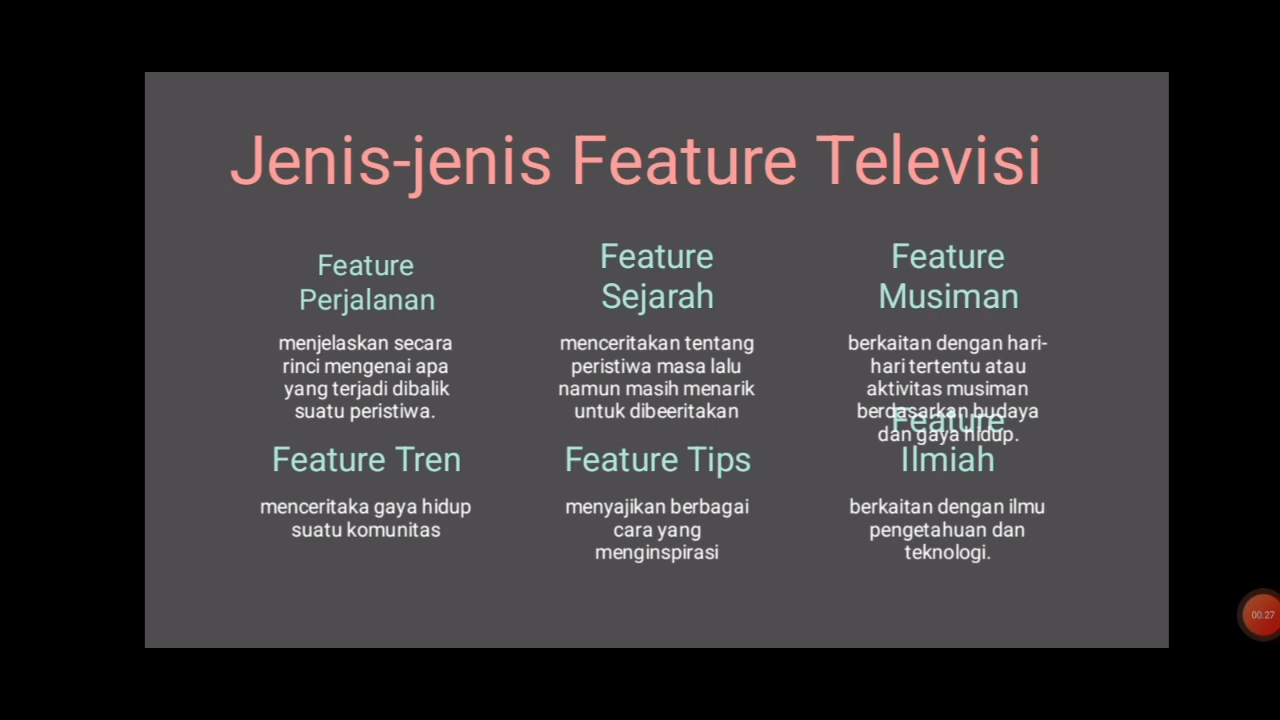 Jenis-jenis Feature Televisi
Feature
Perjalanan
menjelaskan secara
rinci mengenai apa
yang terjadi dibalik
suatu peristiwa.
Feature
Sejarah
menceritakan tentang
peristiwa masa lalu
namun masih menarik
untuk dibeeritakan
Feature
Musiman
berkaitan dengan hari-
hari tertentu atau
aktivitas musiman
berdasarkan budaya
dan gaya hidup.
Feature Tren
menceritaka gaya hidup
suatu komunitas
Feature Tips
menyajikan berbagai
cara yang
menginspirasi
Feature
Ilmiah
berkaitan dengan ilmu
pengetahuan dan
teknologi.
00.27